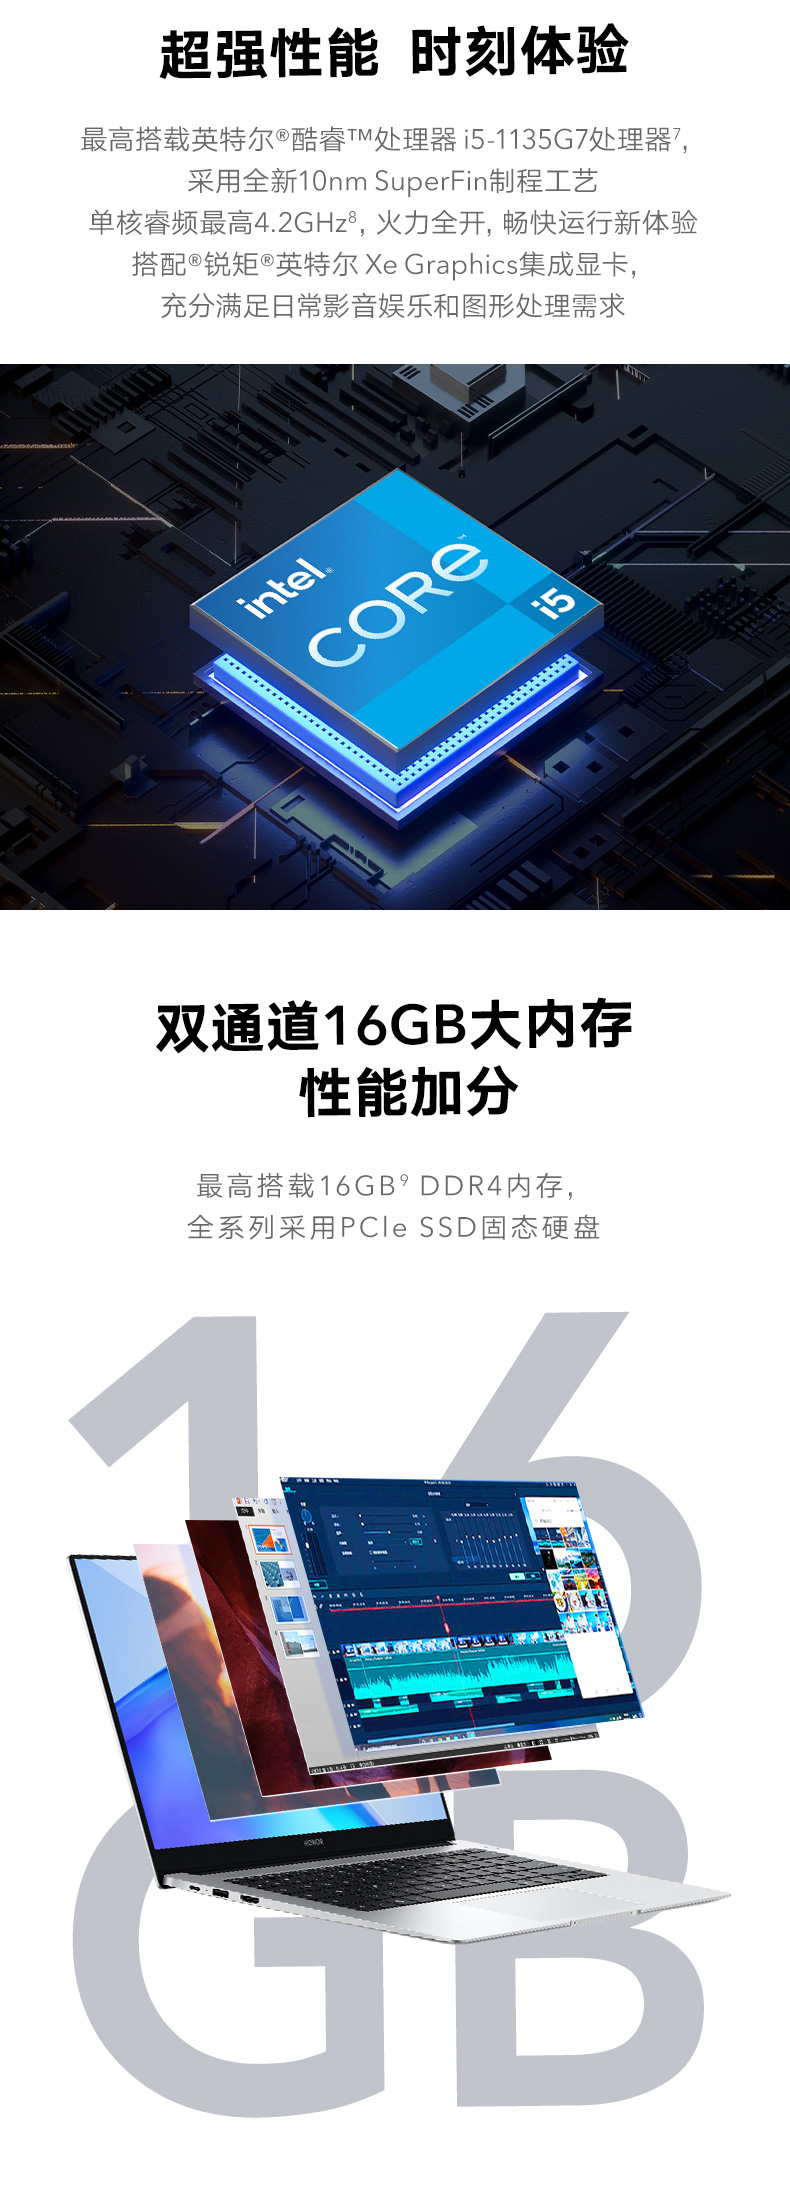 超强性能 时刻体验
最高搭载英特尔®酷睿™处理器 i5-1135G7处理器7,
采用全新10nm SuperFin制程工艺
单核睿频最高4.2GHz8, 火力全开, 畅快运行新体验
搭配®锐矩®英特尔 Xe Graphics集成显卡,
充分满足日常影音娱乐和图形处理需求
intel®
CORE™
i5
双通道16GB大内存
性能加分
最高搭载16GB9 DDR4内存,
全系列采用PCle SSD固态硬盘
16
GB
HONOR